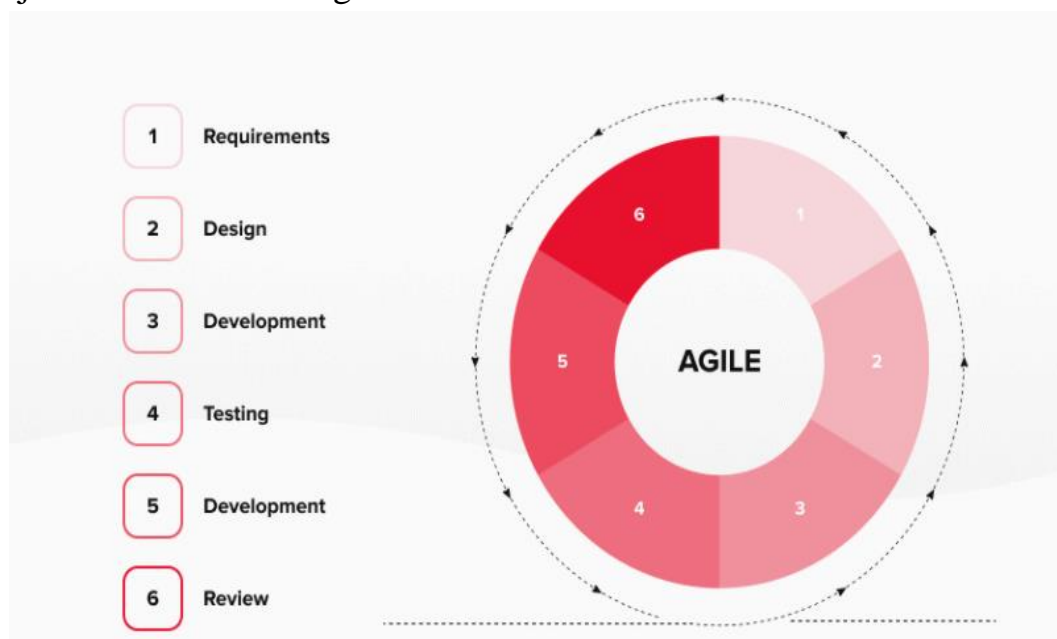 1 Requirements
2 Design
3 Development
4 Testing
5 Development
6 Review
6 1
5 AGILE 2
4 3